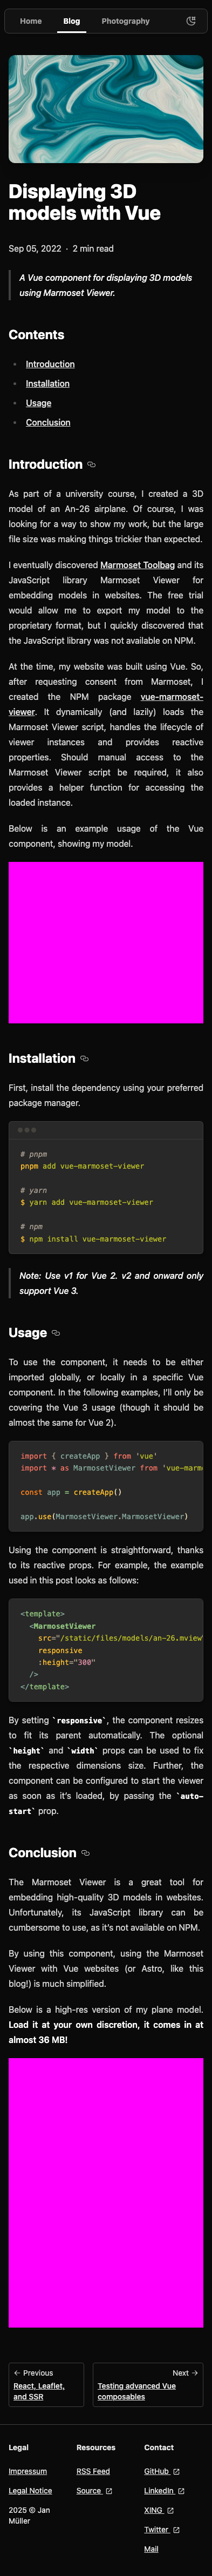 Home Blog Photography
Displaying 3D
models with Vue
Sep 05, 2022 · 2 min read
A Vue component for displaying 3D models
using Marmoset Viewer.
Contents
Introduction
Installation
Usage
Conclusion
Introduction
As part of a university course, I created a 3D
model of an An-26 airplane. Of course, I was
looking for a way to show my work, but the large
file size was making things trickier than expected.
I eventually discovered Marmoset Toolbag and its
JavaScript library Marmoset Viewer for
embedding models in websites. The free trial
would allow me to export my model to the
proprietary format, but I quickly discovered that
the JavaScript library was not available on NPM.
At the time, my website was built using Vue. So,
after requesting consent from Marmoset, I
created the NPM package vue-marmoset-
viewer. It dynamically (and lazily) loads the
Marmoset Viewer script, handles the lifecycle of
viewer instances and provides reactive
properties. Should manual access to the
Marmoset Viewer script be required, it also
provides a helper function for accessing the
loaded instance.
Below is an example usage of the Vue
component, showing my model.
Installation
First, install the dependency using your preferred
package manager.
# pnpm
pnpm add vue-marmoset-viewer
# yarn
$ yarn add vue-marmoset-viewer
# npm
$ npm install vue-marmoset-viewer
Note: Use v1 for Vue 2. v2 and onward only
support Vue 3.
Usage
To use the component, it needs to be either
imported globally, or locally in a specific Vue
component. In the following examples, I'll only be
covering the Vue 3 usage (though it should be
almost the same for Vue 2).
import { createApp } from 'vue'
import * as MarmosetViewer from 'vue-marmo
const app = createApp()
app.use(MarmosetViewer.MarmosetViewer)
Using the component is straightforward, thanks
to its reactive props. For example, the example
used in this post looks as follows:
<template>
<MarmosetViewer
src="/static/files/models/an-26.mview"
responsive
:height="300"
/>
</template>
By setting `responsive`, the component resizes
to fit its parent automatically. The optional
`height` and `width` props can be used to fix
the respective dimensions size. Further, the
component can be configured to start the viewer
as soon as it's loaded, by passing the `auto-
start` prop.
Conclusion
The Marmoset Viewer is a great tool for
embedding high-quality 3D models in websites.
Unfortunately, its JavaScript library can be
cumbersome to use, as it's not available on NPM.
By using this component, using the Marmoset
Viewer with Vue websites (or Astro, like this
blog!) is much simplified.
Below is a high-res version of my plane model.
Load it at your own discretion, it comes in at
almost 36 MB!
← Previous
React, Leaflet,
and SSR
Next →
Testing advanced Vue
composables
Legal
Impressum
Legal Notice
2025 © Jan
Müller
Resources
RSS Feed
Source
Contact
GitHub
LinkedIn
XING
Twitter
Mail